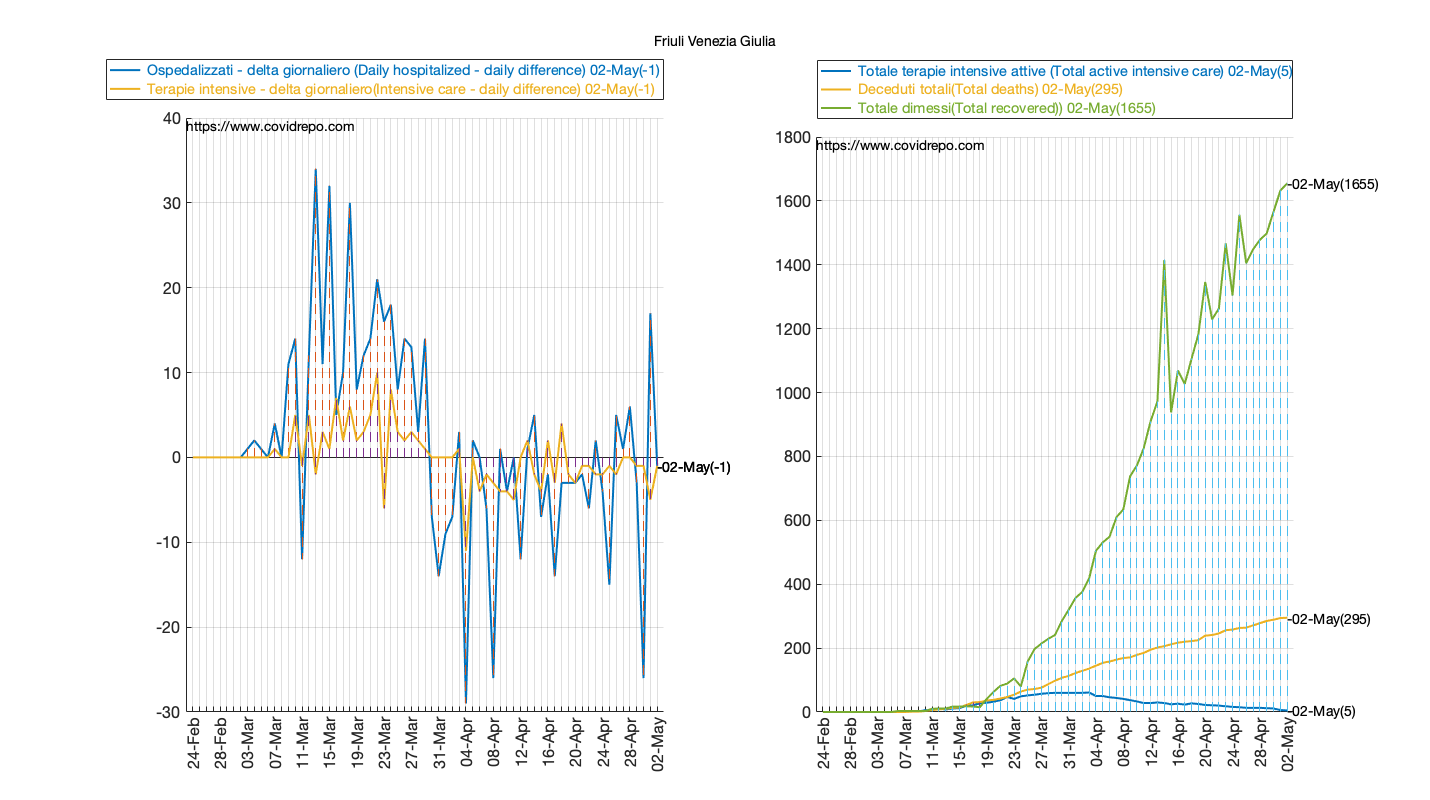 Friuli Venezia Giulia
Ospedalizzati - delta giornaliero (Daily hospitalized - daily difference) 02-May(-1)
Terapie intensive - delta giornaliero(Intensive care - daily difference) 02-May(-1)
https://www.covidrepo.com
40
30
20
10
0
-10
-20
-30
-02-May(-1)
24-Feb
28-Feb
03-Mar
07-Mar
11-Mar
15-Mar
19-Mar
23-Mar
27-Mar
31-Mar
04-Apr
08-Apr
12-Apr
16-Apr
20-Apr
24-Apr
28-Apr
02-May
Totale terapie intensive attive (Total active intensive care) 02-May(5)
Deceduti totali(Total deaths) 02-May(295)
Totale dimessi(Total recovered)) 02-May(1655)
https://www.covidrepo.com
1800
1600
1400
1200
1000
800
600
400
200
0
-02-May(1655)
-02-May(295)
-02-May(5)
24-Feb
28-Feb
03-Mar
07-Mar
11-Mar
15-Mar
19-Mar
23-Mar
27-Mar
31-Mar
04-Apr
08-Apr
12-Apr
16-Apr
20-Apr
24-Apr
28-Apr
02-May